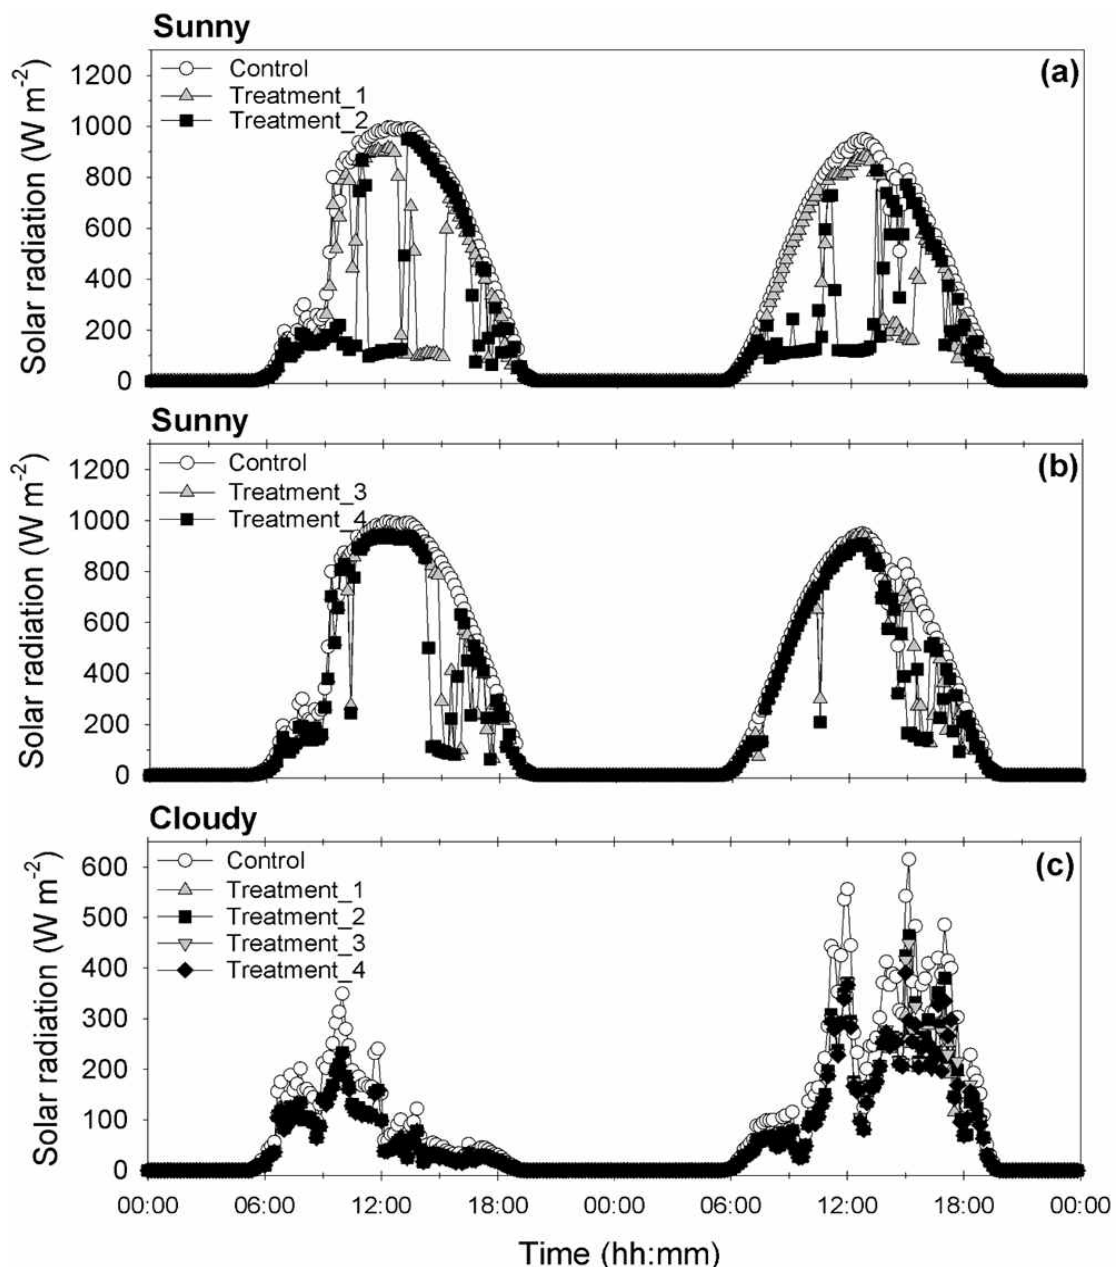 Sunny
(a)
Control
Treatment_1
Treatment_2
Solar radiation (W m-2)
1200
1000
800
600
400
200
0
Sunny
(b)
Control
Treatment_3
Treatment_4
Solar radiation (W m-2)
1200
1000
800
600
400
200
0
Cloudy
(c)
Control
Treatment_1
Treatment_2
Treatment_3
Treatment_4
Solar radiation (W m-2)
600
500
400
300
200
100
0
00:00 06:00 12:00 18:00 00:00 06:00 12:00 18:00 00:00
Time (hh:mm)